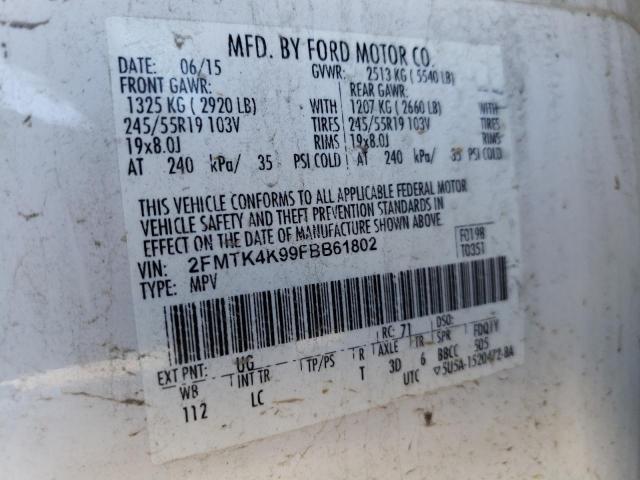 MFD. BY FORD MOTOR CO.
DATE: 06/15 GVWR: 2513 KG ( 5540 LB)
FRONT GAWR: REAR GAWR:
1325 KG ( 2920 LB) WITH 1207 KG ( 2660 LB) WITH
245/55R19 103V TIRES 245/55R19 103V TIRES
19x8.0J RIMS 19x8.0J RIMS
AT 240 kPa/ 35 PSI COLD AT 240 kPa/ 35 PSI COLD
THIS VEHICLE CONFORMS TO ALL APPLICABLE FEDERAL MOTOR
VEHICLE SAFETY AND THEFT PREVENTION STANDARDS IN
EFFECT ON THE DATE OF MANUFACTURE SHOWN ABOVE.
VIN: 2FMTK4K99FBB61802 F0198
TYPE: MPV T0351
EXT PNT: UG RC: 71 DSO:
WB INT TR TP/PS R AXLE TR SPR FDQTY
112 LC T 3D 6 BBCC 505
UTC ▽5U5A-1520472-BA